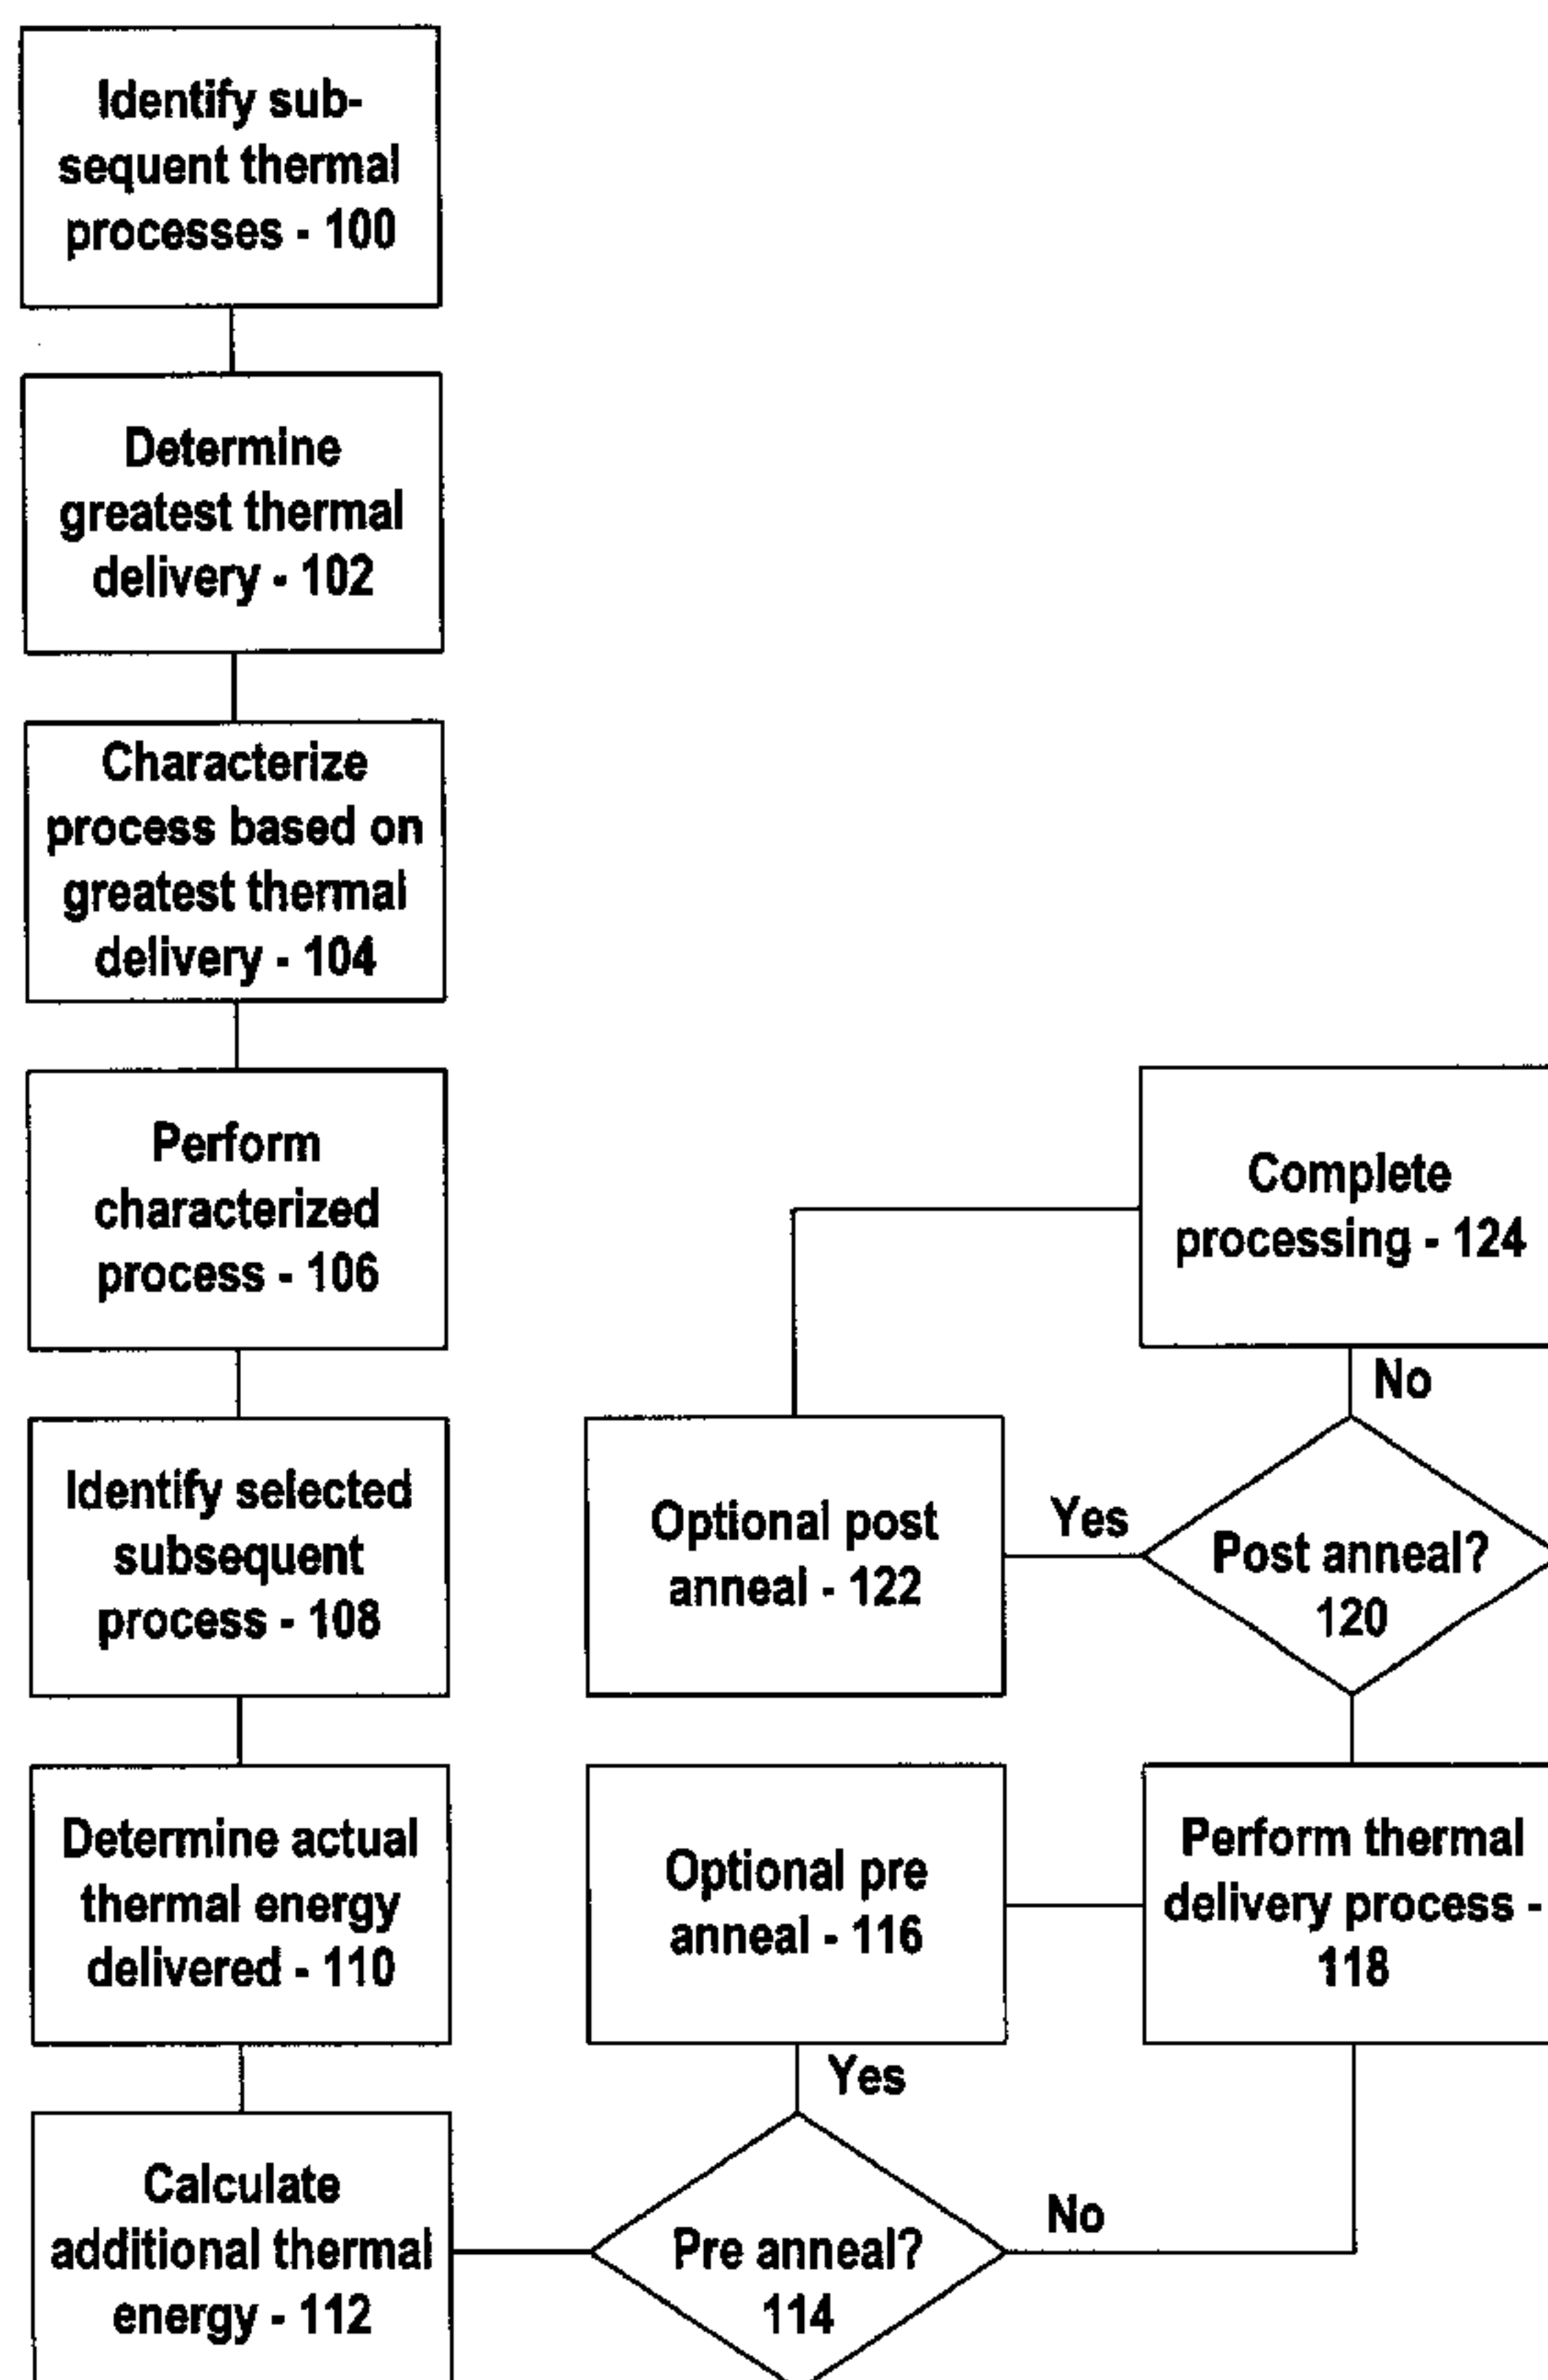 Identify sub-
sequent thermal
processes - 100
Determine
greatest thermal
delivery - 102
Characterize
process based on
greatest thermal
delivery - 104
Perform
characterized
process - 106
Identify selected
subsequent
process - 108
Determine actual
thermal energy
delivered - 110
Calculate
additional thermal
energy - 112
Pre anneal?
114
Yes
No
Optional pre
anneal - 116
Perform thermal
delivery process -
118
Post anneal?
120
Yes
No
Optional post
anneal - 122
Complete
processing - 124